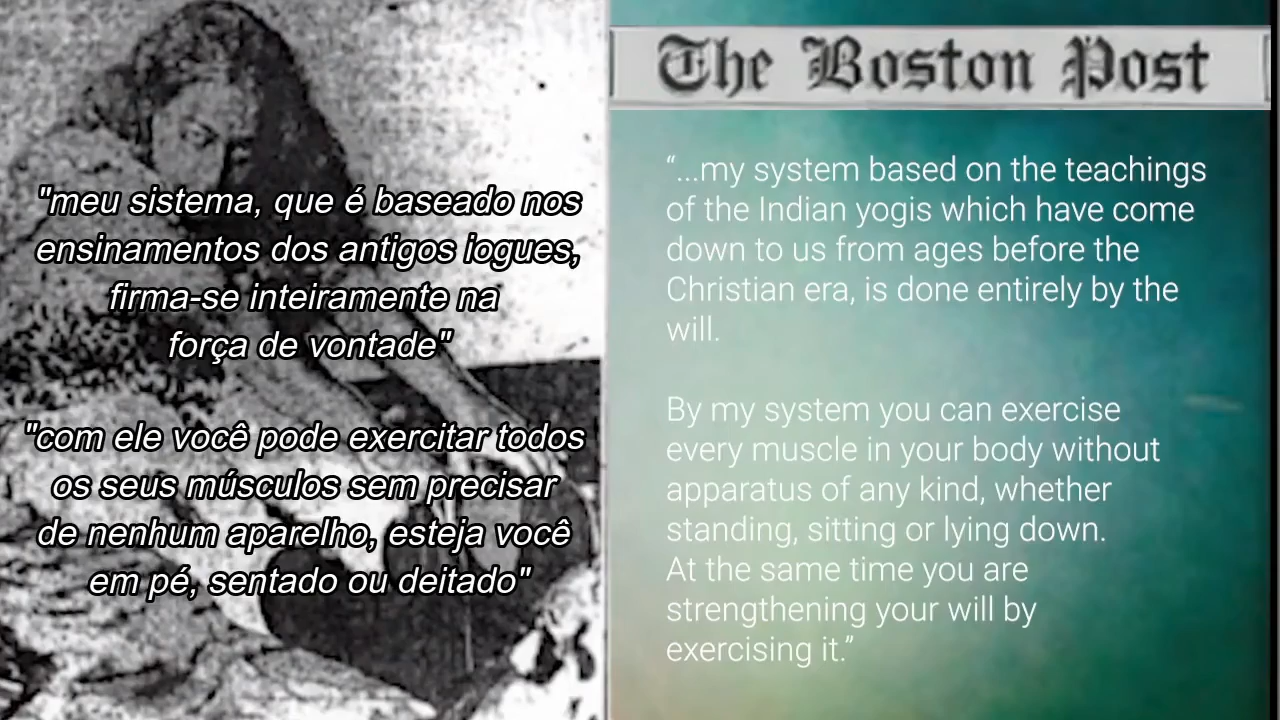 "meu sistema, que é baseado nos
ensinamentos dos antigos iogues,
firma-se inteiramente na
força de vontade"
"com ele você pode exercitar todos
os seus músculos sem precisar
de nenhum aparelho, esteja você
em pé, sentado ou deitado"
The Boston Post
“...my system based on the teachings
of the Indian yogis which have come
down to us from ages before the
Christian era, is done entirely by the
will.
By my system you can exercise
every muscle in your body without
apparatus of any kind, whether
standing, sitting or lying down.
At the same time you are
strengthening your will by
exercising it.”